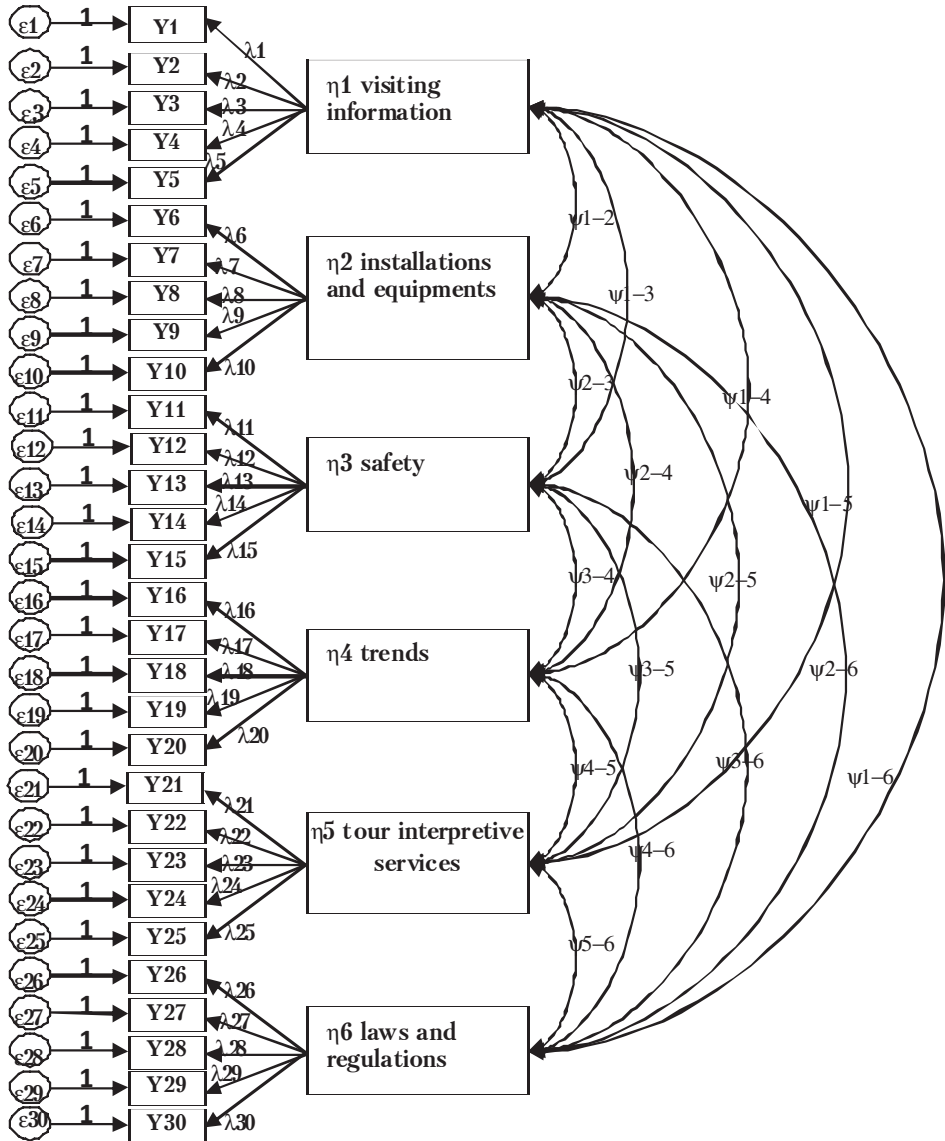 ε1 1 Y1
λ1
ε2 1 Y2
λ2
ε3 1 Y3
λ3
ε4 1 Y4
λ4
ε5 1 Y5
λ5
η1 visiting
information
ε6 1 Y6
λ6
ε7 1 Y7
λ7
ε8 1 Y8
λ8
ε9 1 Y9
λ9
ε10 1 Y10
λ10
η2 installations
and equipments
ε11 1 Y11
λ11
ε12 1 Y12
λ12
ε13 1 Y13
λ13
ε14 1 Y14
λ14
ε15 1 Y15
λ15
η3 safety
ε16 1 Y16
λ16
ε17 1 Y17
λ17
ε18 1 Y18
λ18
ε19 1 Y19
λ19
ε20 1 Y20
λ20
η4 trends
ε21 1 Y21
λ21
ε22 1 Y22
λ22
ε23 1 Y23
λ23
ε24 1 Y24
λ24
ε25 1 Y25
λ25
η5 tour interpretive
services
ε26 1 Y26
λ26
ε27 1 Y27
λ27
ε28 1 Y28
λ28
ε29 1 Y29
λ29
ε30 1 Y30
λ30
η6 laws and
regulations
ψ1–2
ψ1–3
ψ2–3
ψ1–4
ψ2–4
ψ1–5
ψ3–4
ψ2–5
ψ3–5
ψ2–6
ψ4–5
ψ3–6
ψ1–6
ψ4–6
ψ5–6